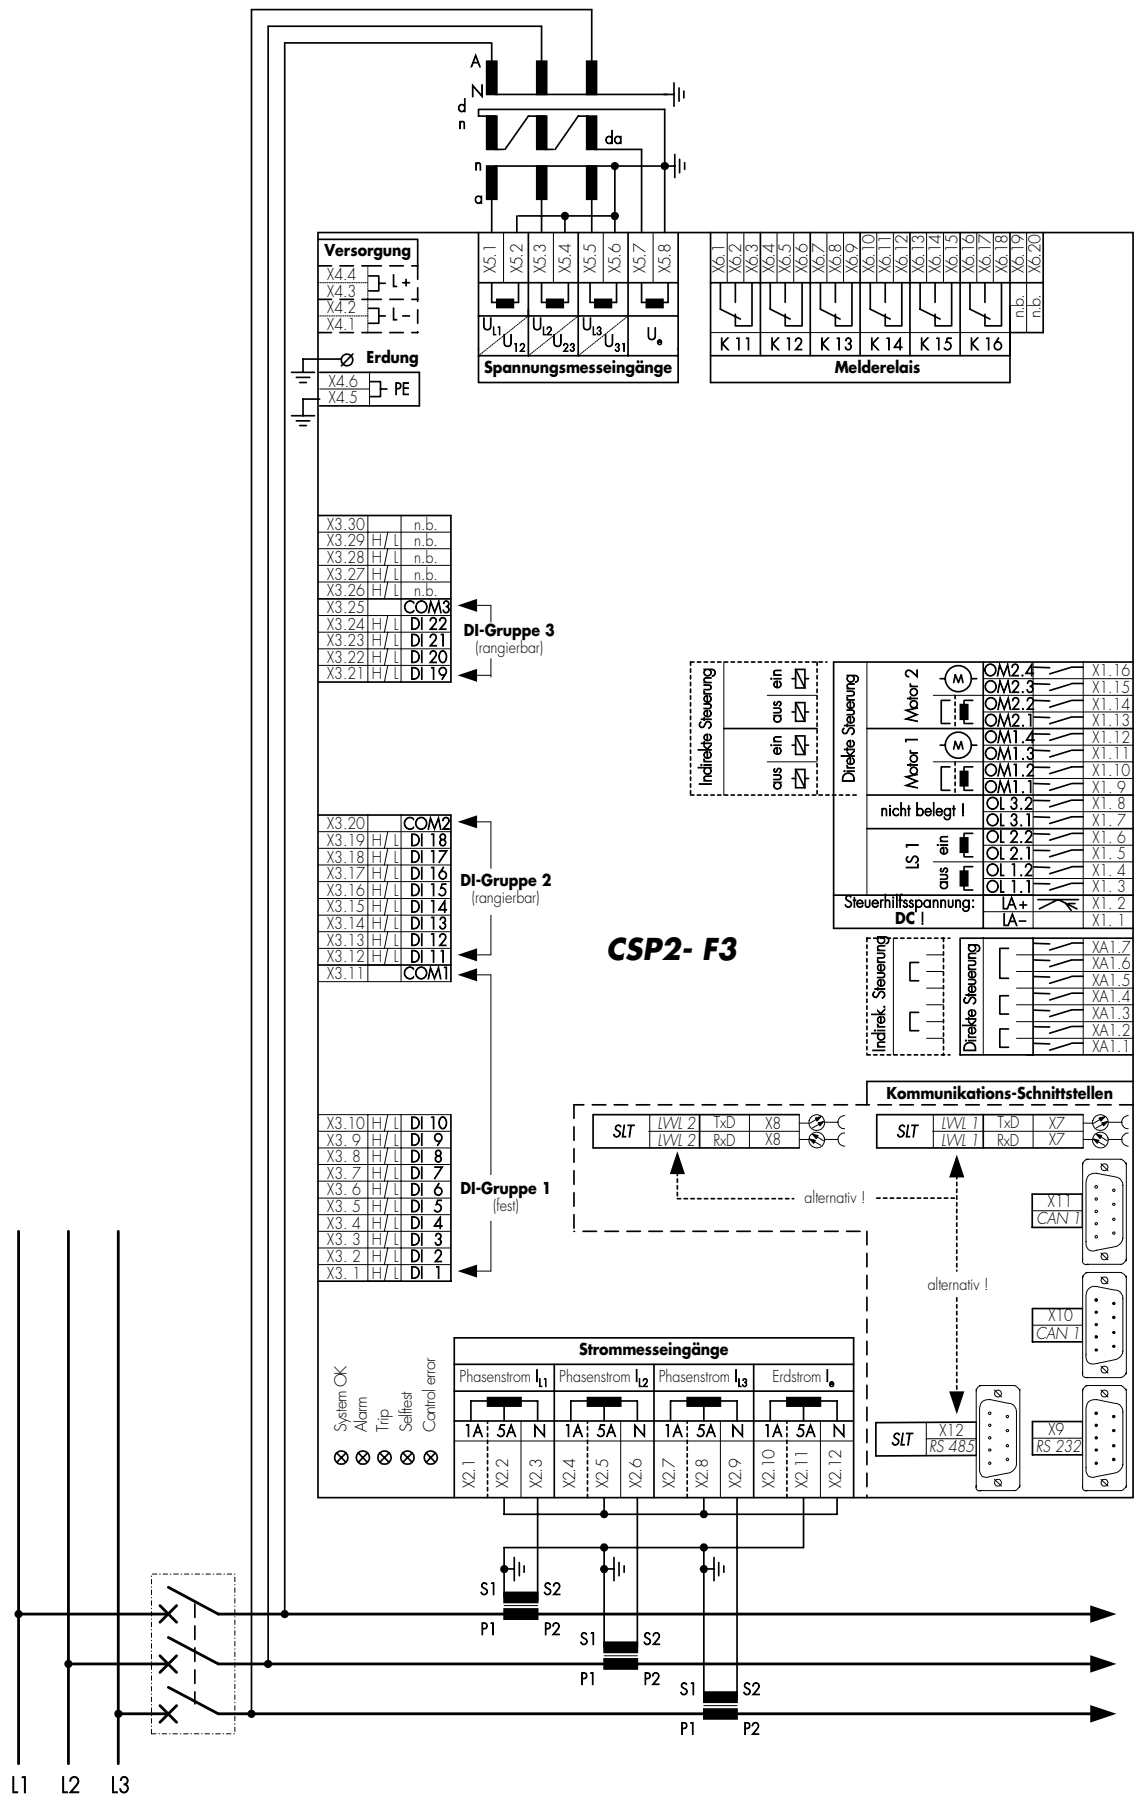 A
N
d
n
da
n
a
Versorgung
X4.4
X4.3
L+
X4.2
X4.1
L–
Erdung
X4.6
X4.5
PE
X5.1
X5.2
X5.3
X5.4
X5.5
X5.6
X5.7
X5.8
UL1
U12
UL2
U23
UL3
U31
Ue
Spannungsmesseingänge
X6.1
X6.2
X6.3
X6.4
X6.5
X6.6
X6.7
X6.8
X6.9
X6.10
X6.11
X6.12
X6.13
X6.14
X6.15
X6.16
X6.17
X6.18
X6.19
X6.20
n.b.
n.b.
K 11 K 12 K 13 K 14 K 15 K 16
Melderelais
X3.30 n.b.
X3.29 H/ L n.b.
X3.28 H/ L n.b.
X3.27 H/ L n.b.
X3.26 H/ L n.b.
X3.25 COM3
X3.24 H/ L DI 22
X3.23 H/ L DI 21
X3.22 H/ L DI 20
X3.21 H/ L DI 19
DI-Gruppe 3
(rangierbar)
X3.20 COM2
X3.19 H/ L DI 18
X3.18 H/ L DI 17
X3.17 H/ L DI 16
X3.16 H/ L DI 15
X3.15 H/ L DI 14
X3.14 H/ L DI 13
X3.13 H/ L DI 12
X3.12 H/ L DI 11
X3.11 COM1
DI-Gruppe 2
(rangierbar)
X3.10 H/ L DI 10
X3. 9 H/ L DI 9
X3. 8 H/ L DI 8
X3. 7 H/ L DI 7
X3. 6 H/ L DI 6
X3. 5 H/ L DI 5
X3. 4 H/ L DI 4
X3. 3 H/ L DI 3
X3. 2 H/ L DI 2
X3. 1 H/ L DI 1
DI-Gruppe 1
(fest)
CSP2- F3
Indirekte Steuerung
ein
aus
ein
aus
Direkte Steuerung
Motor 2
M
Motor 1
M
nicht belegt !
LS 1
ein
aus
OM2.4 X1.16
OM2.3 X1.15
OM2.2 X1.14
OM2.1 X1.13
OM1.4 X1.12
OM1.3 X1.11
OM1.2 X1.10
OM1.1 X1. 9
OL 3.2 X1. 8
OL 3.1 X1. 7
OL 2.2 X1. 6
OL 2.1 X1. 5
OL 1.2 X1. 4
OL 1.1 X1. 3
Steuerhilfsspannung:
DC !
LA+ X1. 2
LA– X1. 1
Indirek. Steuerung
Direkte Steuerung
XA1.7
XA1.6
XA1.5
XA1.4
XA1.3
XA1.2
XA1.1
Kommunikations-Schnittstellen
SLT
LWL 2 TxD X8
LWL 2 RxD X8
SLT
LWL 1 TxD X7
LWL 1 RxD X7
alternativ !
alternativ !
X11
CAN 1
X10
CAN 1
SLT
X12
RS 485
X9
RS 232
System OK
Alarm
Trip
Selftest
Control error
Strommesseingänge
Phasenstrom IL1
Phasenstrom IL2
Phasenstrom IL3
Erdstrom Ie
1A 5A N 1A 5A N 1A 5A N 1A 5A N
X2.1
X2.2
X2.3
X2.4
X2.5
X2.6
X2.7
X2.8
X2.9
X2.10
X2.11
X2.12
S1 S2
P1 P2
S1 S2
P1 P2
S1 S2
P1 P2
L1 L2 L3